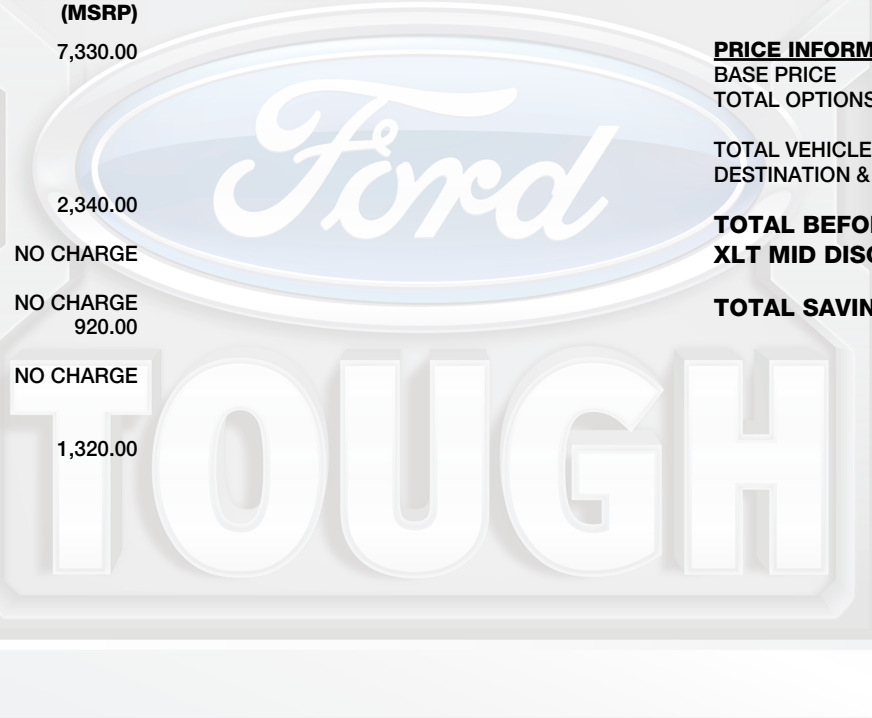 (MSRP)
7,330.00
2,340.00
NO CHARGE
NO CHARGE
920.00
NO CHARGE
1,320.00
PRICE INFORM
BASE PRICE
TOTAL OPTIONS
TOTAL VEHICLE
DESTINATION &
TOTAL BEFO
XLT MID DISC
TOTAL SAVIN
Ford
TOUGH